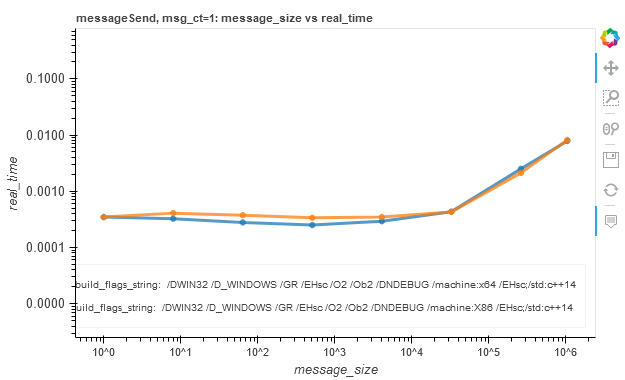 messageSend, msg_ct=1: message_size vs real_time
0.1000
0.0100
0.0010
0.0001
0.0000
real_time
build_flags_string: /DWIN32 /D_WINDOWS /GR /EHsc /O2 /Ob2 /DNDEBUG /machine:x64 /EHsc;/std:c++14
build_flags_string: /DWIN32 /D_WINDOWS /GR /EHsc /O2 /Ob2 /DNDEBUG /machine:X86 /EHsc;/std:c++14
10^0 10^1 10^2 10^3 10^4 10^5 10^6
message_size